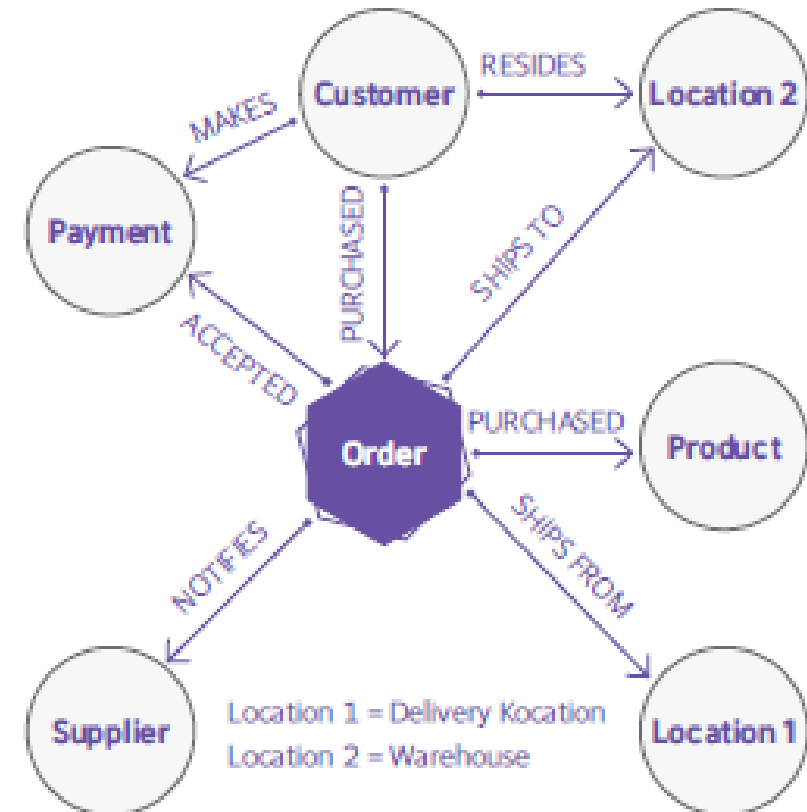 Customer
RESIDES
Location 2
MAKES
Payment
PURCHASED
SHIPS TO
ACCEPTED
Order
PURCHASED
Product
NOTIFIES
SHIPS FROM
Supplier
Location 1 = Delivery Kocation
Location 2 = Warehouse
Location 1